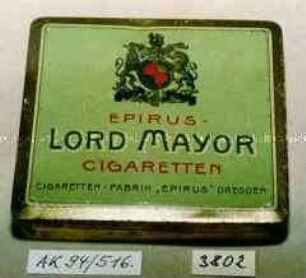 EPIRUS-
LORD MAYOR
CIGARETTEN
CIGARETTEN-FABRIK „EPIRUS" DRESDEN
AK 94/516.
3802